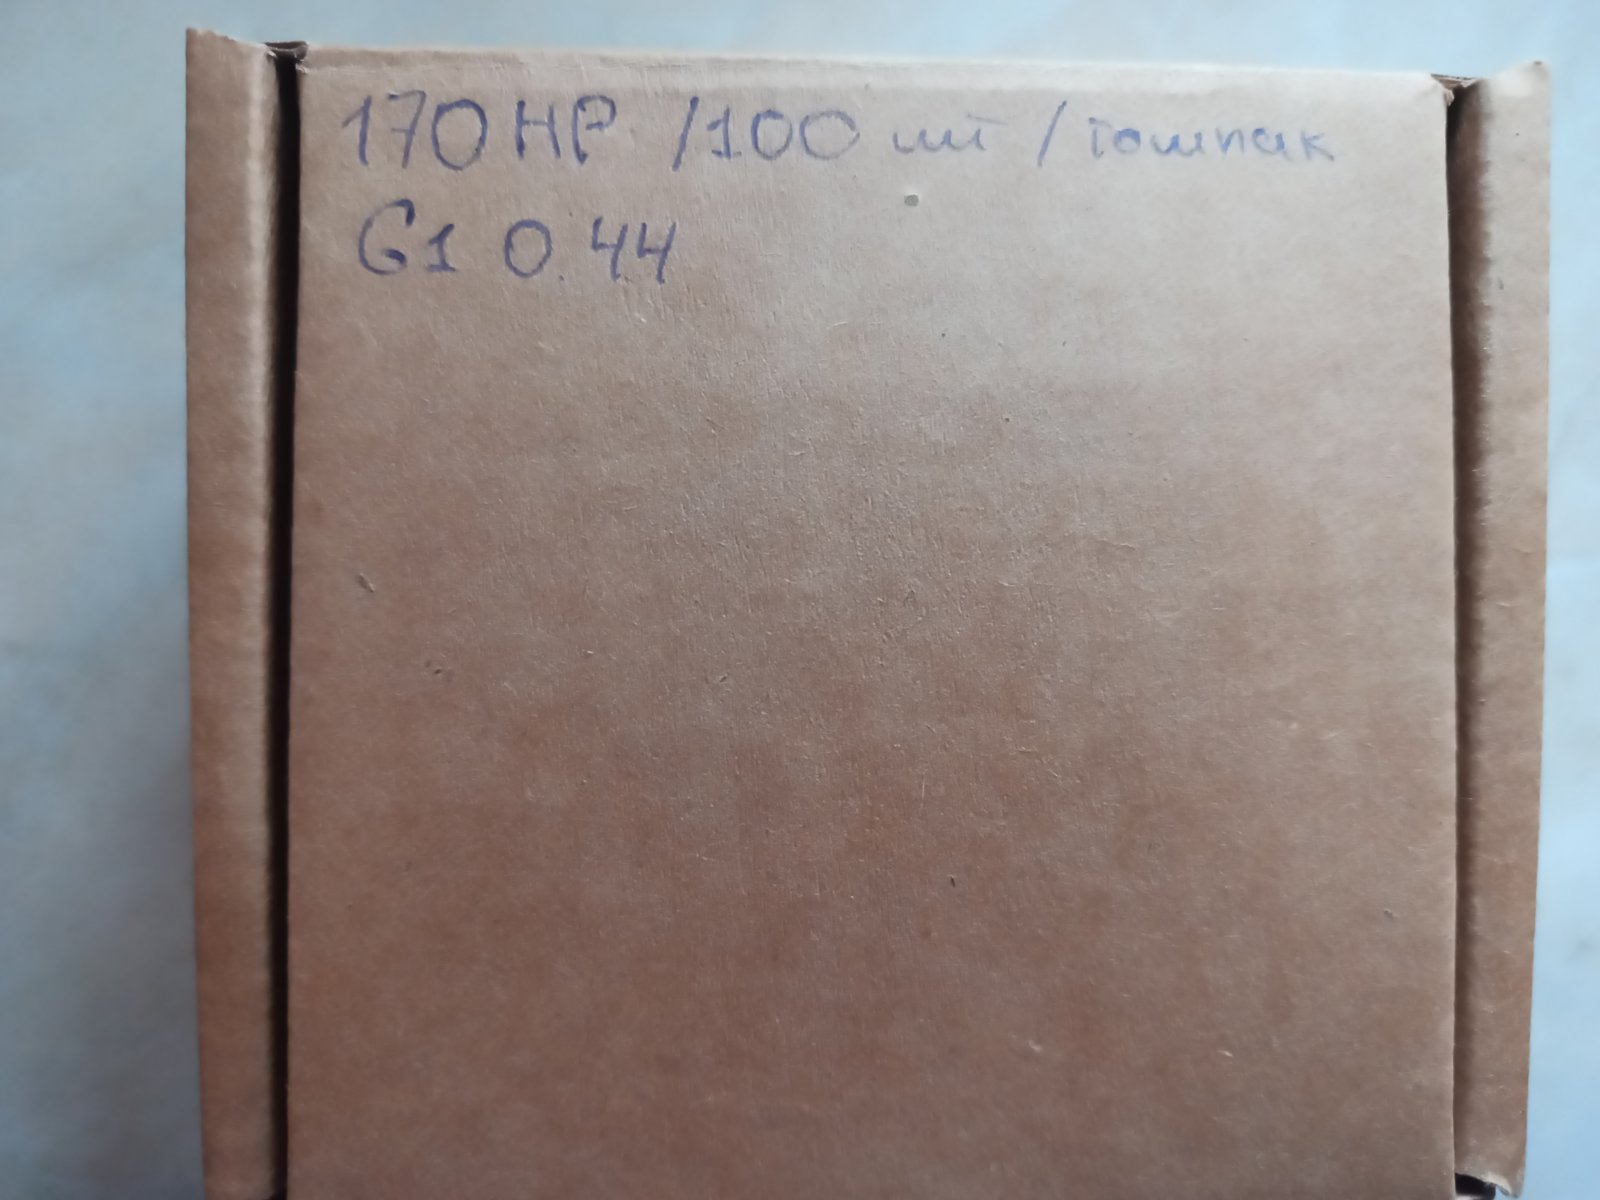 170 HP /100 шт / томпак
G1 0.44